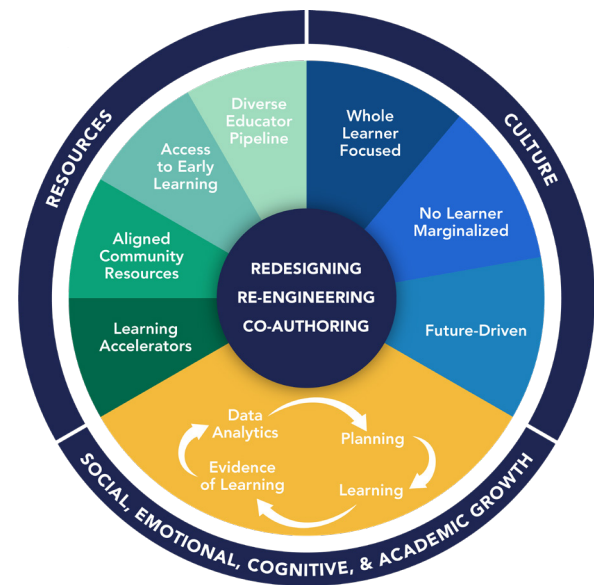 RESOURCES
CULTURE
Diverse
Educator
Pipeline
Whole
Learner
Focused
Access
to Early
Learning
No Learner
Marginalized
Aligned
Community
Resources
REDESIGNING
RE-ENGINEERING
CO-AUTHORING
Learning
Accelerators
Future-Driven
Data
Analytics
Planning
Evidence
of Learning
Learning
SOCIAL, EMOTIONAL, COGNITIVE, & ACADEMIC GROWTH